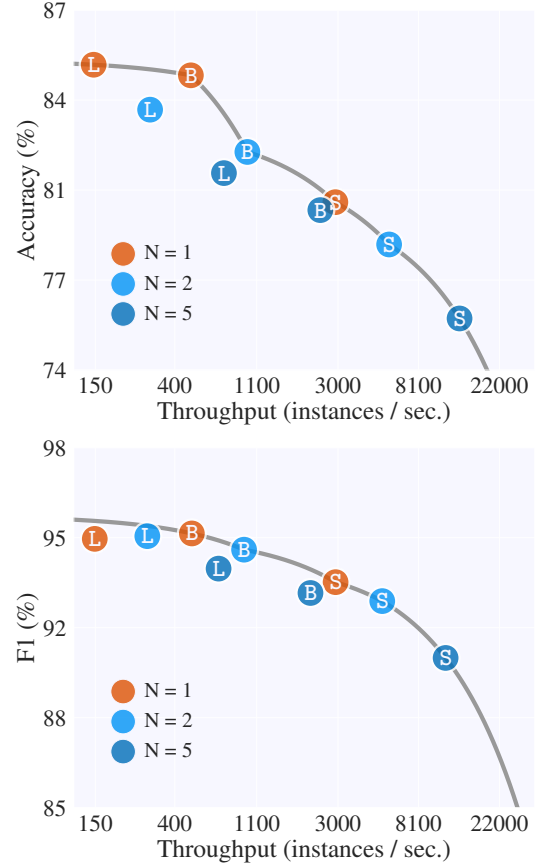 87
84
81
77
74
Accuracy (%)
L
B
L
B
L
S
B
S
S
N = 1
N = 2
N = 5
150 400 1100 3000 8100 22000
Throughput (instances / sec.)
98
95
92
88
85
F1 (%)
L
L
B
B
L
S
B
S
S
N = 1
N = 2
N = 5
150 400 1100 3000 8100 22000
Throughput (instances / sec.)